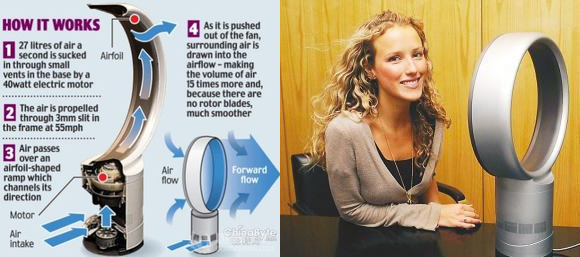 HOW IT WORKS
1 27 litres of air a
second is sucked
in through small
vents in the base by a
40watt electric motor
2 The air is propelled
through 3mm slit in
the frame at 55mph
3 Air passes
over an
airfoil-shaped
ramp which
channels its
direction
Motor
Air
intake
Airfoil
4 As it is pushed
out of the fan,
surrounding air is
drawn into the
airflow - making
the volume of air
15 times more and,
because there are
no rotor blades,
much smoother
Air
flow
Forward
flow
ChinaByte